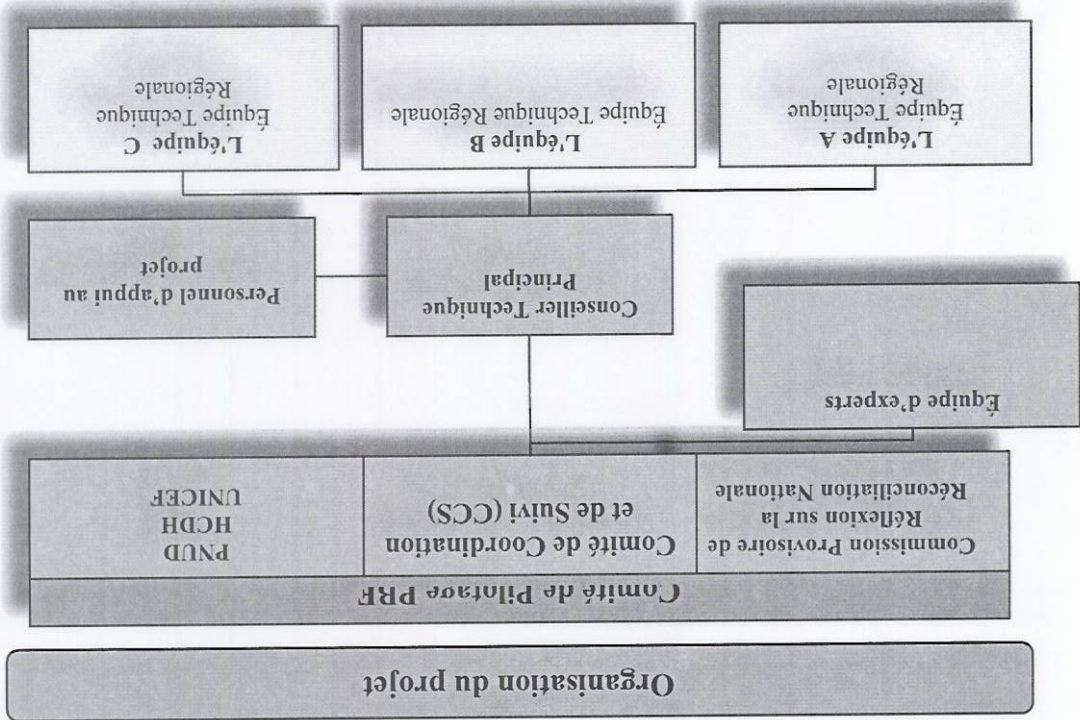 Organisation du projet
Comité de Pilotage PRF
Commission Provisoire de
Réflexion sur la
Réconciliation Nationale
Comité de Coordination
et de Suivi (CCS)
PNUD
HCDH
UNICEF
Équipe d'experts
Conseiller Technique
Principal
Personnel d'appui au
projet
L'équipe A
Équipe Technique
Régionale
L'équipe B
Équipe Technique Régionale
L'équipe C
Équipe Technique
Régionale